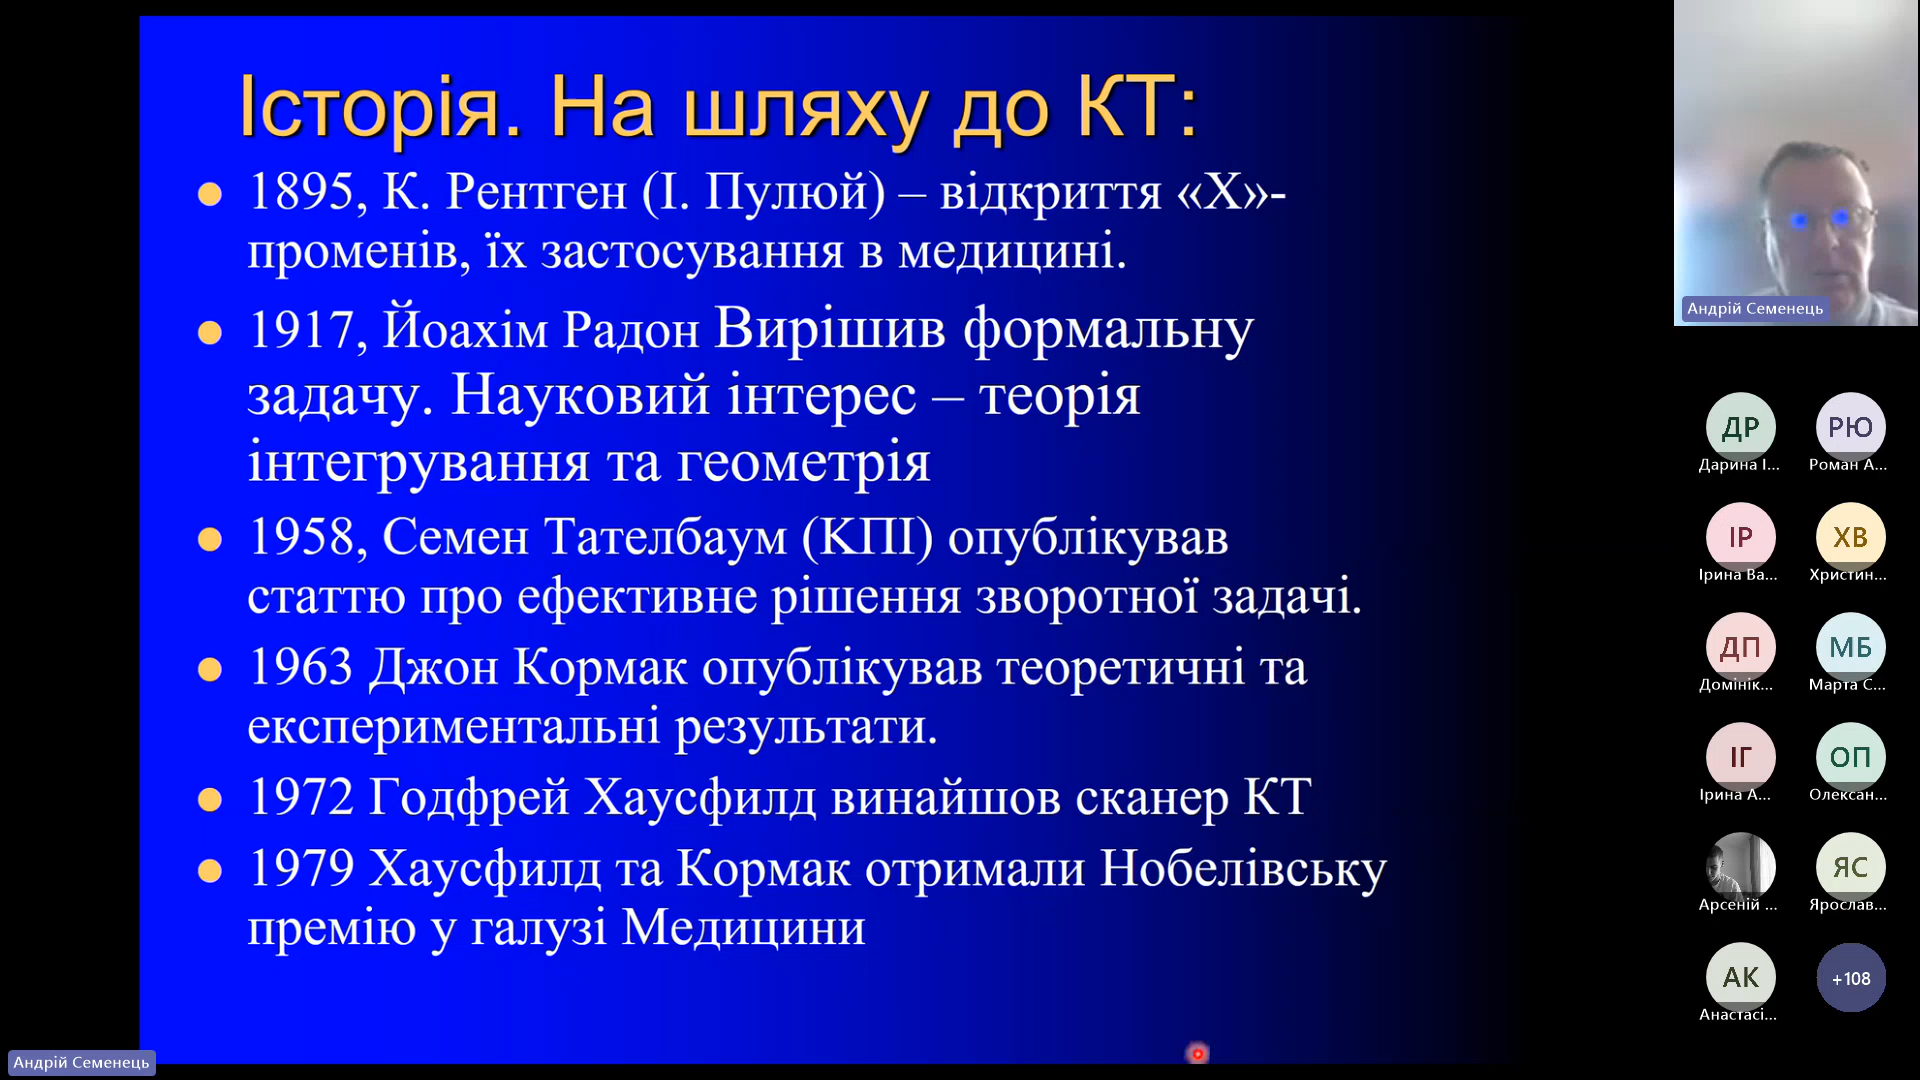 Історія. На шляху до КТ:
1895, К. Рентген (І. Пулюй) – відкриття «Х»-
променів, їх застосування в медицині.
1917, Йоахім Радон Вирішив формальну
задачу. Науковий інтерес – теорія
інтегрування та геометрія
1958, Семен Тателбаум (КПІ) опублікував
статтю про ефективне рішення зворотної задачі.
1963 Джон Кормак опублікував теоретичні та
експериментальні результати.
1972 Годфрей Хаусфилд винайшов сканер КТ
1979 Хаусфилд та Кормак отримали Нобелівську
премію у галузі Медицини
Андрій Семенець
Андрій Семенець
ДР
РЮ
Дарина І...
Роман А...
ІР
ХВ
Ірина Ва...
Христин...
ДП
МБ
Домінік...
Марта С...
ІГ
ОП
Ірина А...
Олексан...
ЯС
Арсеній ...
Ярослав...
АК
+108
Анастасі...